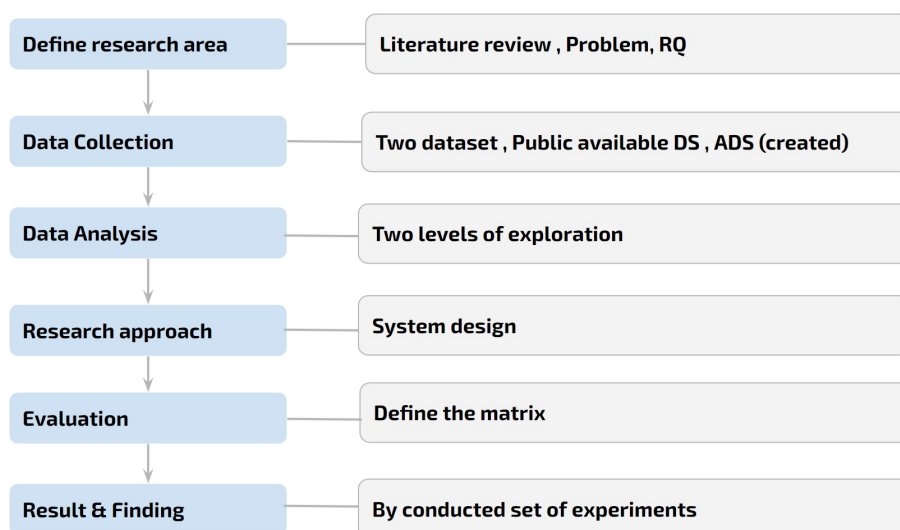 Define research area
Literature review , Problem, RQ
Data Collection
Two dataset , Public available DS , ADS (created)
Data Analysis
Two levels of exploration
Research approach
System design
Evaluation
Define the matrix
Result & Finding
By conducted set of experiments